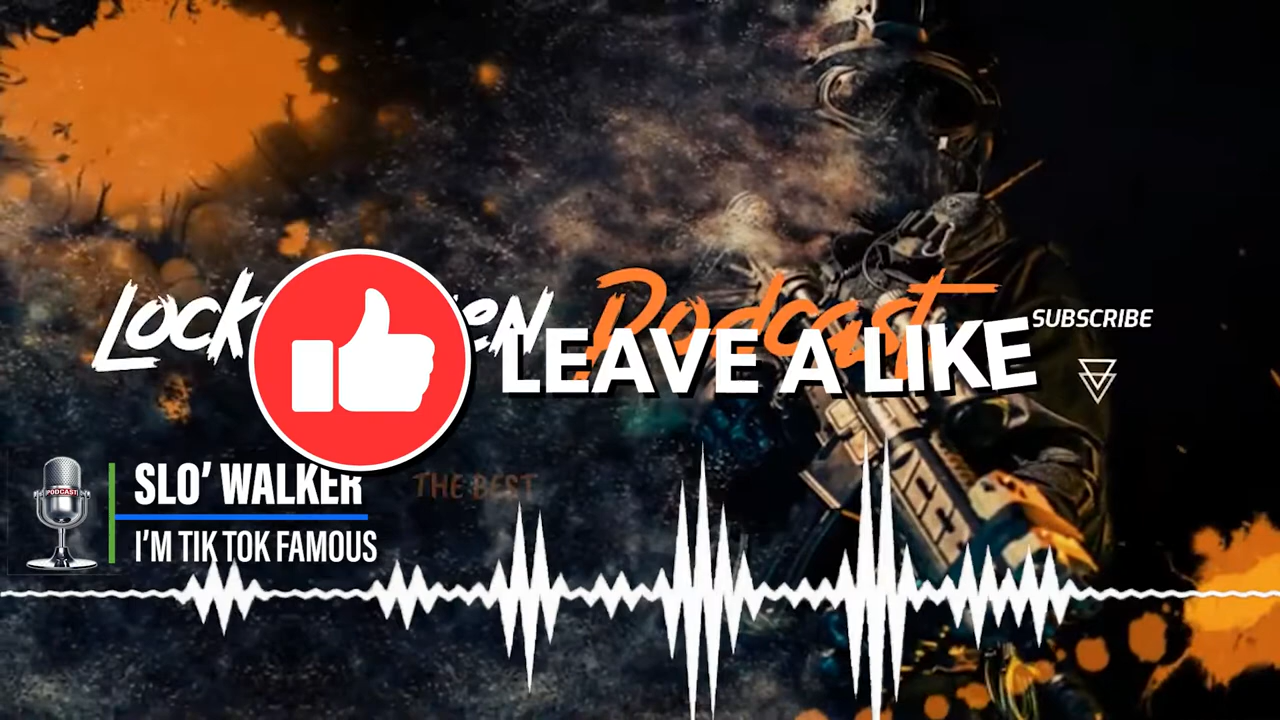 Podcast
SUBSCRIBE
LEAVE A LIKE
SLO' WALKER
THE BEST
PODCAST
I'M TIK TOK FAMOUS